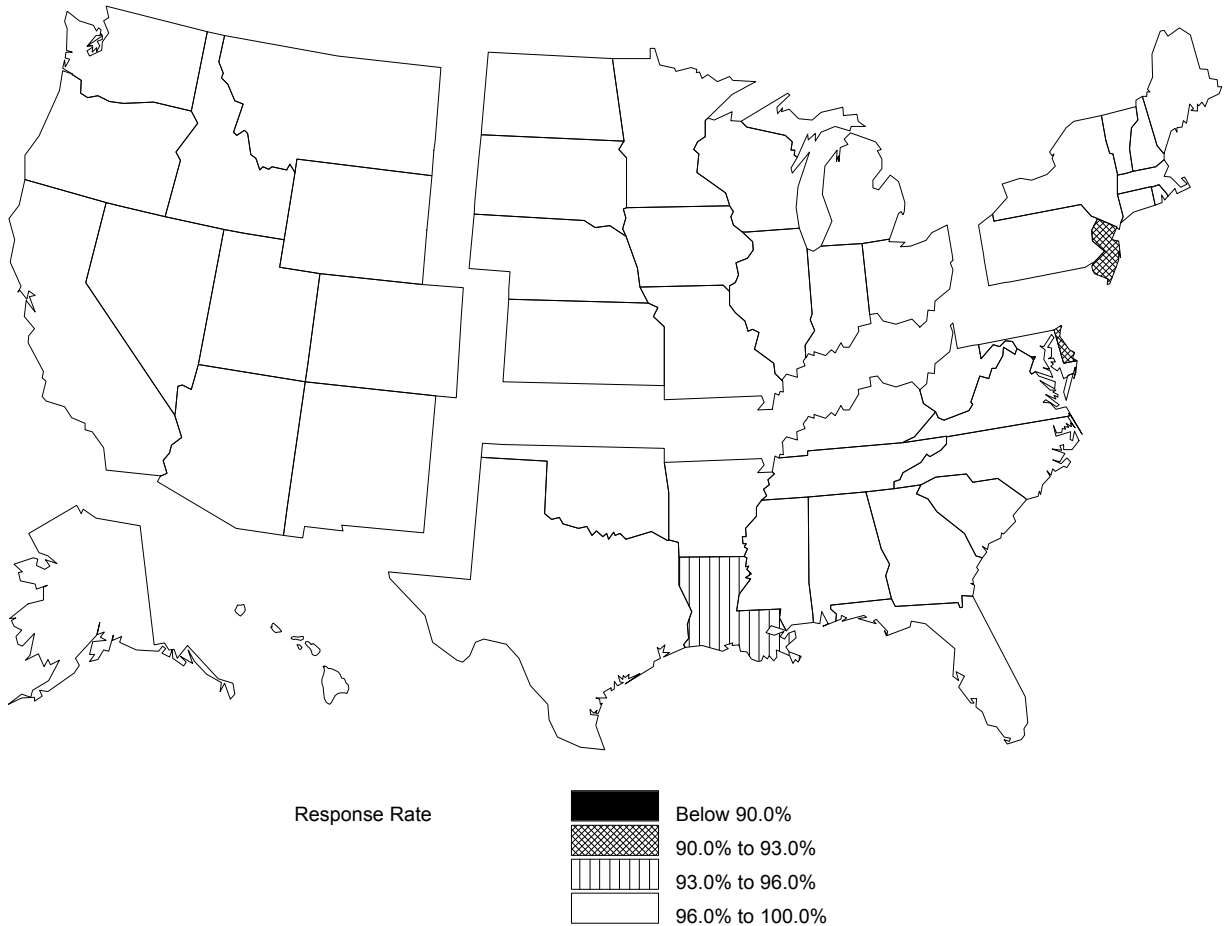 Response Rate
Below 90.0%
90.0% to 93.0%
93.0% to 96.0%
96.0% to 100.0%